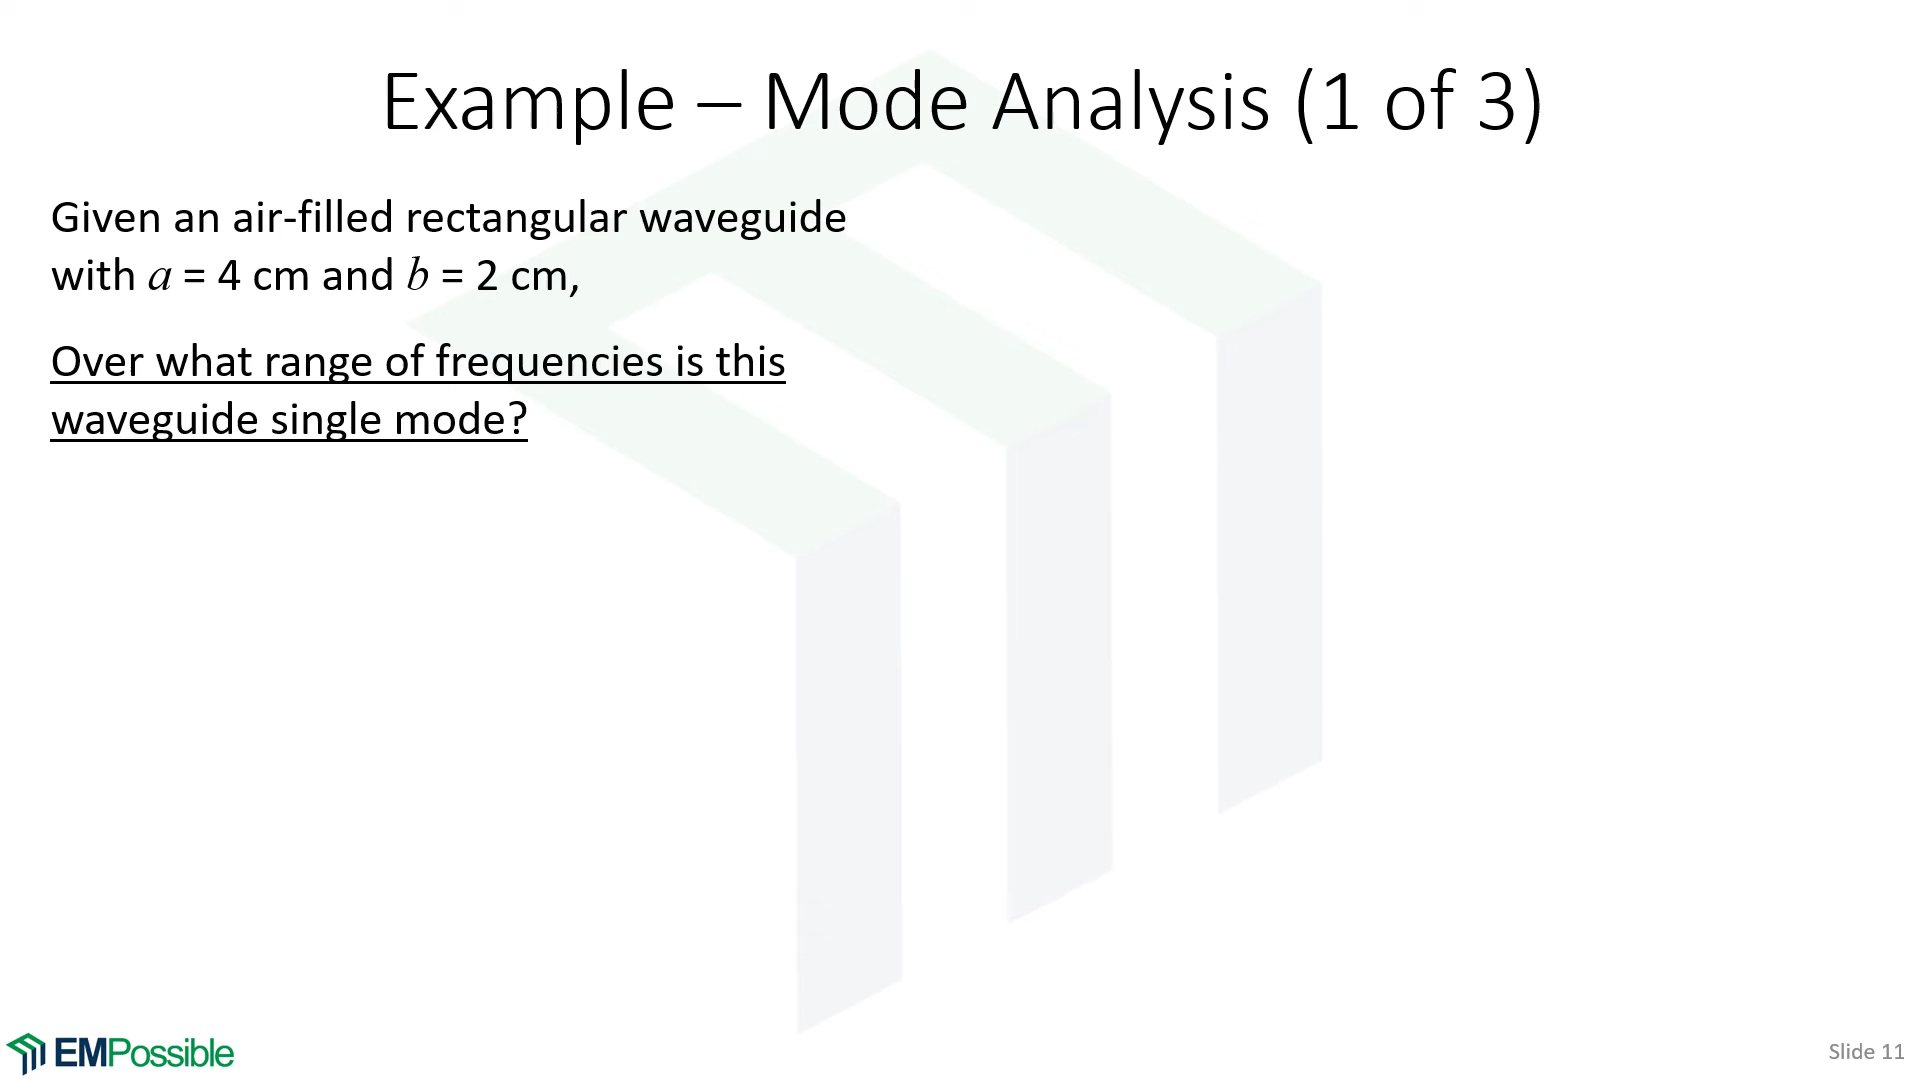 Example – Mode Analysis (1 of 3)
Given an air-filled rectangular waveguide
with a = 4 cm and b = 2 cm,
Over what range of frequencies is this
waveguide single mode?
EMPossible
Slide 11